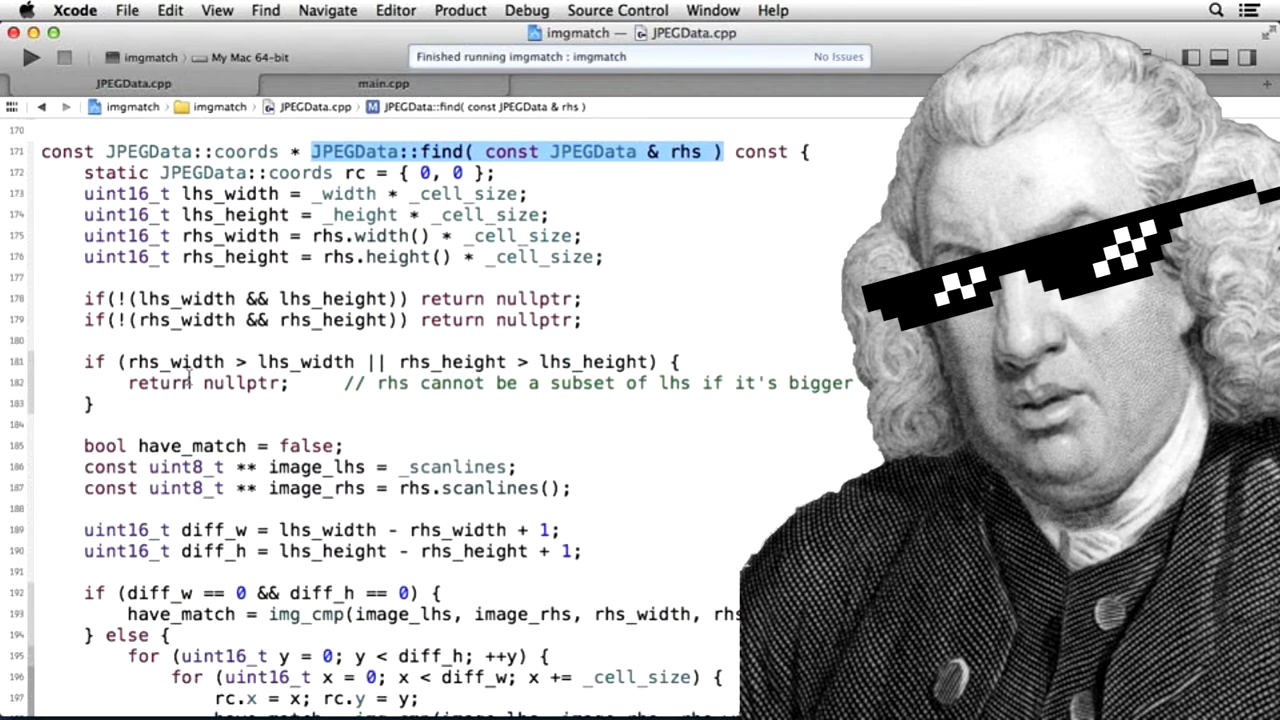 Xcode File Edit View Find Navigate Editor Product Debug Source Control Window Help
imgmatch — JPEGData.cpp
imgmatch My Mac 64-bit Finished running imgmatch : imgmatch No Issues
JPEGData.cpp main.cpp
imgmatch imgmatch JPEGData.cpp M JPEGData::find( const JPEGData & rhs )
170
171 const JPEGData::coords * JPEGData::find( const JPEGData & rhs ) const {
172 static JPEGData::coords rc = { 0, 0 };
173 uint16_t lhs_width = _width * _cell_size;
174 uint16_t lhs_height = _height * _cell_size;
175 uint16_t rhs_width = rhs.width() * _cell_size;
176 uint16_t rhs_height = rhs.height() * _cell_size;
177
178 if(!(lhs_width && lhs_height)) return nullptr;
179 if(!(rhs_width && rhs_height)) return nullptr;
180
181 if (rhs_width > lhs_width || rhs_height > lhs_height) {
182 return nullptr; // rhs cannot be a subset of lhs if it's bigger
183 }
184
185 bool have_match = false;
186 const uint8_t ** image_lhs = _scanlines;
187 const uint8_t ** image_rhs = rhs.scanlines();
188
189 uint16_t diff_w = lhs_width - rhs_width + 1;
190 uint16_t diff_h = lhs_height - rhs_height + 1;
191
192 if (diff_w == 0 && diff_h == 0) {
193 have_match = img_cmp(image_lhs, image_rhs, rhs_width, rhs
194 } else {
195 for (uint16_t y = 0; y < diff_h; ++y) {
196 for (uint16_t x = 0; x < diff_w; x += _cell_size) {
197 rc.x = x; rc.y = y;